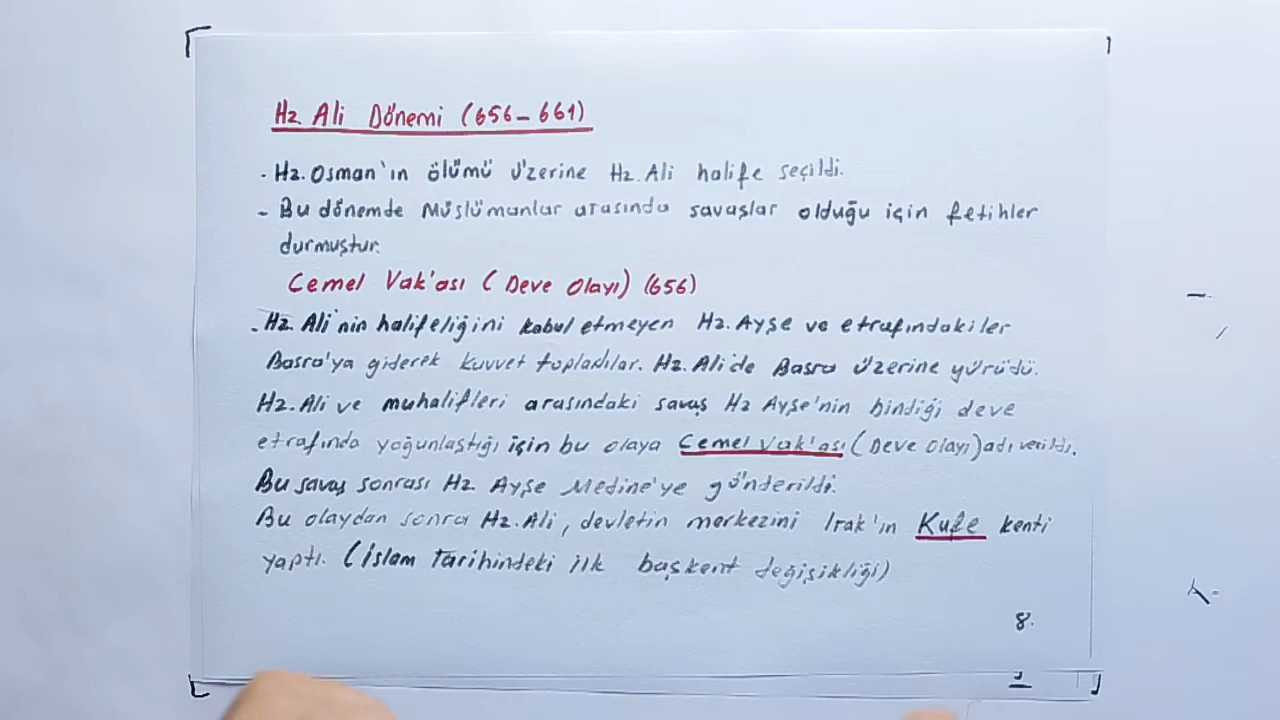 Hz. Ali Dönemi (656-661)
- Hz. Osman'ın ölümü üzerine Hz. Ali halife seçildi.
- Bu dönemde Müslümanlar arasında savaşlar olduğu için fetihler
durmuştur.
Cemel Vak'ası (Deve Olayı) (656)
- Hz. Ali'nin halifeliğini kabul etmeyen Hz. Ayşe ve etrafındakiler
Basra'ya giderek kuvvet topladılar. Hz. Ali'de Basra üzerine yürüdü.
Hz. Ali ve muhalifleri arasındaki savaş Hz Ayşe'nin bindiği deve
etrafında yoğunlaştığı için bu olaya Cemel Vak'ası (Deve Olayı) adı verildi.
Bu savaş sonrası Hz. Ayşe Medine'ye gönderildi.
Bu olaydan sonra Hz. Ali, devletin merkezini Irak'ın Kufe kenti
yaptı. (İslam Tarihindeki ilk başkent değişikliği)
8.